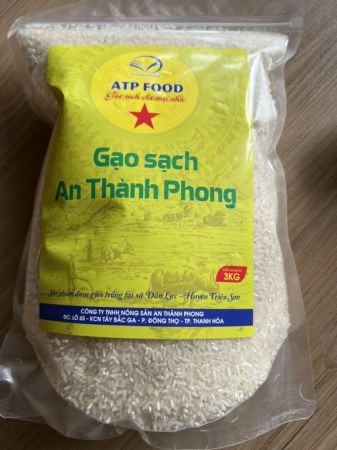 ATP FOOD
Gạo sạch cho mọi nhà
Gạo sạch
An Thành Phong
3KG
Sản phẩm được gieo trồng tại xã Dân Lực - Huyện Triệu Sơn
CÔNG TY TNHH NÔNG SẢN AN THÀNH PHONG
ĐC: LÔ 65 - KCN TÂY BẮC GA - P. ĐÔNG THỌ - TP. THANH HÓA